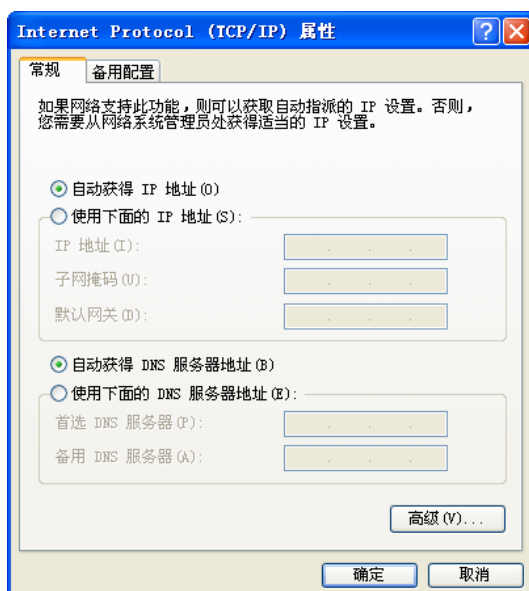 Internet Protocol (TCP/IP) 属性
常规
备用配置
如果网络支持此功能，则可以获取自动指派的 IP 设置。否则，
您需要从网络系统管理员处获得适当的 IP 设置。
自动获得 IP 地址(O)
使用下面的 IP 地址(S):
IP 地址(I):
子网掩码(U):
默认网关(D):
自动获得 DNS 服务器地址(B)
使用下面的 DNS 服务器地址(E):
首选 DNS 服务器(P):
备用 DNS 服务器(A):
高级(V)...
确定
取消